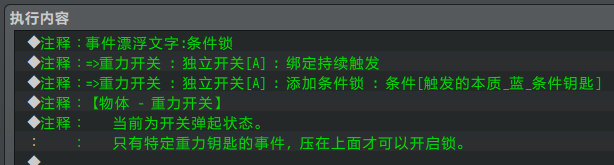 执行内容
◆注释：事件漂浮文字:条件锁
◆注释：=>重力开关 : 独立开关[A] : 绑定持续触发
◆注释：=>重力开关 : 独立开关[A] : 添加条件锁 : 条件[触发的本质_蓝_条件钥匙]
◆注释：【物体 - 重力开关】
◆注释：  当前为开关弹起状态。
：  ：  只有特定重力钥匙的事件，压在上面才可以开启锁。
◆